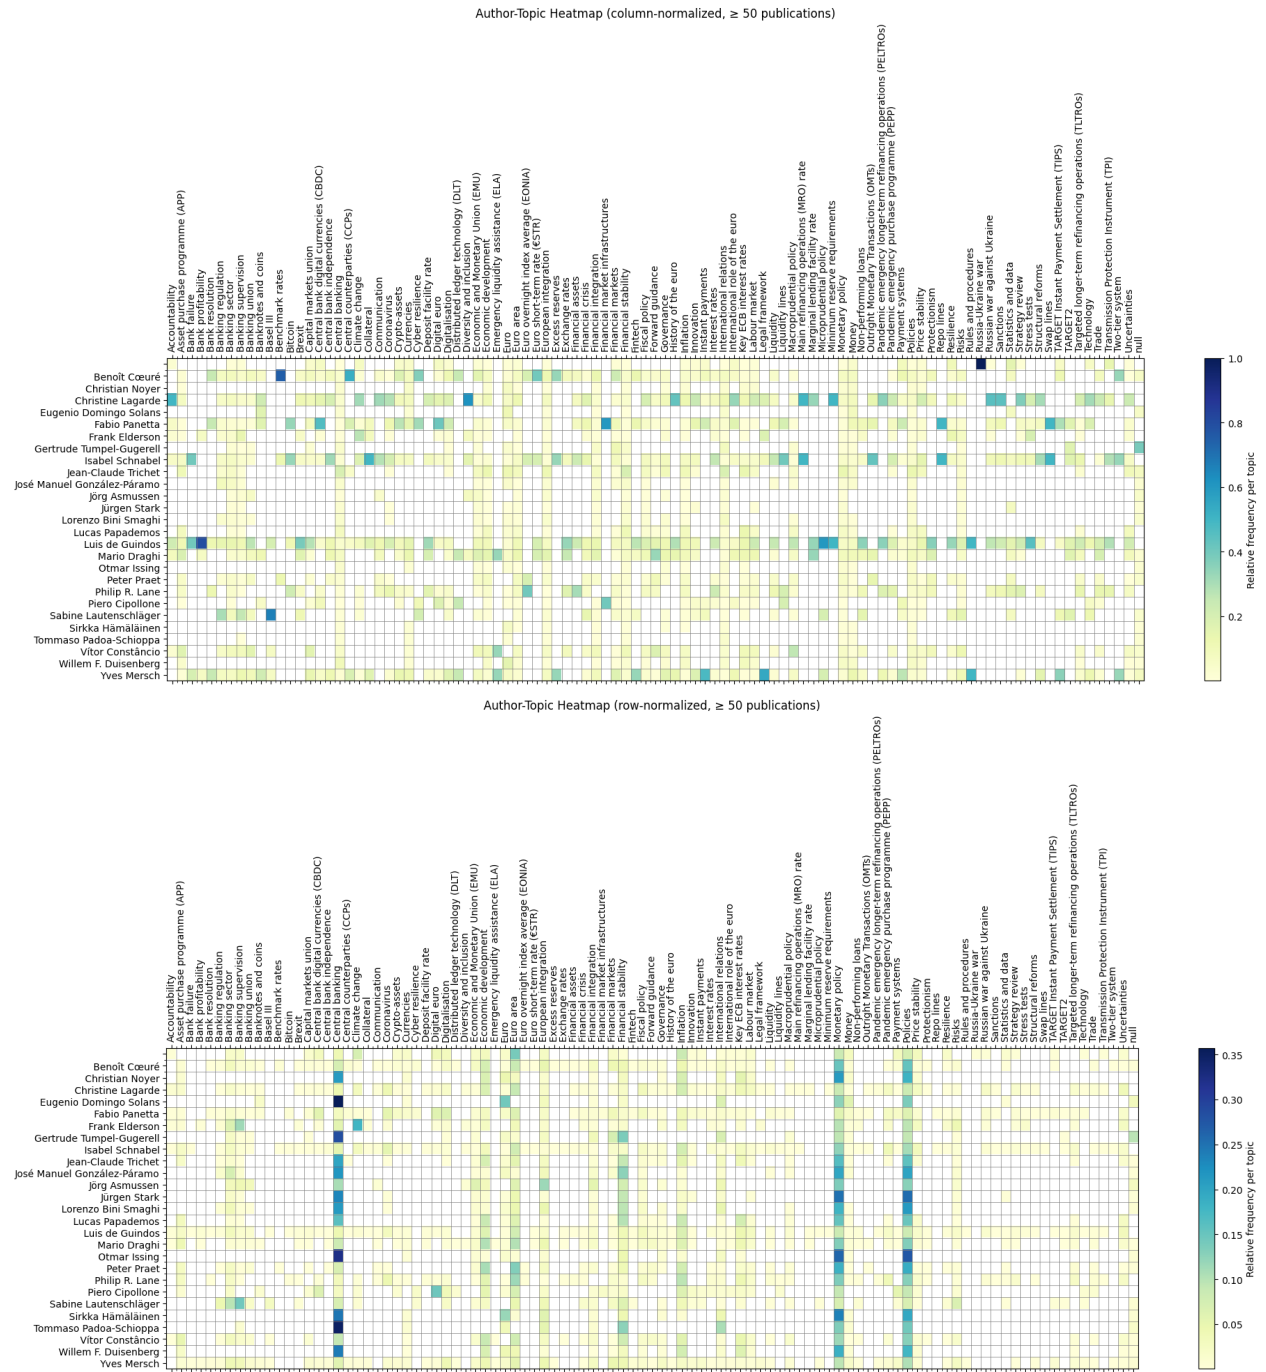 Author-Topic Heatmap (column-normalized, ≥ 50 publications)
Accountability
Asset purchase programme (APP)
Bank failure
Bank profitability
Bank resolution
Banking regulation
Banking sector
Banking supervision
Banking union
Banknotes and coins
Basel III
Benchmark rates
Bitcoin
Brexit
Capital markets union
Central bank digital currencies (CBDC)
Central bank independence
Central banking
Central counterparties (CCPs)
Climate change
Collateral
Communication
Coronavirus
Crypto-assets
Currencies
Cyber resilience
Deposit facility rate
Digital euro
Digitalisation
Distributed ledger technology (DLT)
Diversity and inclusion
Economic and Monetary Union (EMU)
Economic development
Emergency liquidity assistance (ELA)
Euro
Euro area
Euro overnight index average (EONIA)
Euro short-term rate (€STR)
European integration
Excess reserves
Exchange rates
Financial assets
Financial crisis
Financial integration
Financial market infrastructures
Financial markets
Financial stability
Fintech
Fiscal policy
Forward guidance
Governance
History of the euro
Inflation
Innovation
Instant payments
Interest rates
International relations
International role of the euro
Key ECB interest rates
Labour market
Legal framework
Liquidity
Liquidity lines
Macroprudential policy
Main refinancing operations (MRO) rate
Marginal lending facility rate
Microprudential policy
Minimum reserve requirements
Monetary policy
Money
Non-performing loans
Outright Monetary Transactions (OMTs)
Pandemic emergency longer-term refinancing operations (PELTROs)
Pandemic emergency purchase programme (PEPP)
Payment systems
Policies
Price stability
Protectionism
Repo lines
Resilience
Risks
Rules and procedures
Russia-Ukraine war
Russian war against Ukraine
Sanctions
Statistics and data
Strategy review
Stress tests
Structural reforms
Swap lines
TARGET Instant Payment Settlement (TIPS)
TARGET2
Targeted longer-term refinancing operations (TLTROs)
Technology
Trade
Transmission Protection Instrument (TPI)
Two-tier system
Uncertainties
null
Benoît Cœuré
Christian Noyer
Christine Lagarde
Eugenio Domingo Solans
Fabio Panetta
Frank Elderson
Gertrude Tumpel-Gugerell
Isabel Schnabel
Jean-Claude Trichet
José Manuel González-Páramo
Jörg Asmussen
Jürgen Stark
Lorenzo Bini Smaghi
Lucas Papademos
Luis de Guindos
Mario Draghi
Otmar Issing
Peter Praet
Philip R. Lane
Piero Cipollone
Sabine Lautenschläger
Sirkka Hämäläinen
Tommaso Padoa-Schioppa
Vítor Constâncio
Willem F. Duisenberg
Yves Mersch
1.0
0.8
0.6
0.4
0.2
Relative frequency per topic
Author-Topic Heatmap (row-normalized, ≥ 50 publications)
Accountability
Asset purchase programme (APP)
Bank failure
Bank profitability
Bank resolution
Banking regulation
Banking sector
Banking supervision
Banking union
Banknotes and coins
Basel III
Benchmark rates
Bitcoin
Brexit
Capital markets union
Central bank digital currencies (CBDC)
Central bank independence
Central banking
Central counterparties (CCPs)
Climate change
Collateral
Communication
Coronavirus
Crypto-assets
Currencies
Cyber resilience
Deposit facility rate
Digital euro
Digitalisation
Distributed ledger technology (DLT)
Diversity and inclusion
Economic and Monetary Union (EMU)
Economic development
Emergency liquidity assistance (ELA)
Euro
Euro area
Euro overnight index average (EONIA)
Euro short-term rate (€STR)
European integration
Excess reserves
Exchange rates
Financial assets
Financial crisis
Financial integration
Financial market infrastructures
Financial markets
Financial stability
Fintech
Fiscal policy
Forward guidance
Governance
History of the euro
Inflation
Innovation
Instant payments
Interest rates
International relations
International role of the euro
Key ECB interest rates
Labour market
Legal framework
Liquidity
Liquidity lines
Macroprudential policy
Main refinancing operations (MRO) rate
Marginal lending facility rate
Microprudential policy
Minimum reserve requirements
Monetary policy
Money
Non-performing loans
Outright Monetary Transactions (OMTs)
Pandemic emergency longer-term refinancing operations (PELTROs)
Pandemic emergency purchase programme (PEPP)
Payment systems
Policies
Price stability
Protectionism
Repo lines
Resilience
Risks
Rules and procedures
Russia-Ukraine war
Russian war against Ukraine
Sanctions
Statistics and data
Strategy review
Stress tests
Structural reforms
Swap lines
TARGET Instant Payment Settlement (TIPS)
TARGET2
Targeted longer-term refinancing operations (TLTROs)
Technology
Trade
Transmission Protection Instrument (TPI)
Two-tier system
Uncertainties
null
Benoît Cœuré
Christian Noyer
Christine Lagarde
Eugenio Domingo Solans
Fabio Panetta
Frank Elderson
Gertrude Tumpel-Gugerell
Isabel Schnabel
Jean-Claude Trichet
José Manuel González-Páramo
Jörg Asmussen
Jürgen Stark
Lorenzo Bini Smaghi
Lucas Papademos
Luis de Guindos
Mario Draghi
Otmar Issing
Peter Praet
Philip R. Lane
Piero Cipollone
Sabine Lautenschläger
Sirkka Hämäläinen
Tommaso Padoa-Schioppa
Vítor Constâncio
Willem F. Duisenberg
Yves Mersch
0.35
0.30
0.25
0.20
0.15
0.10
0.05
Relative frequency per topic